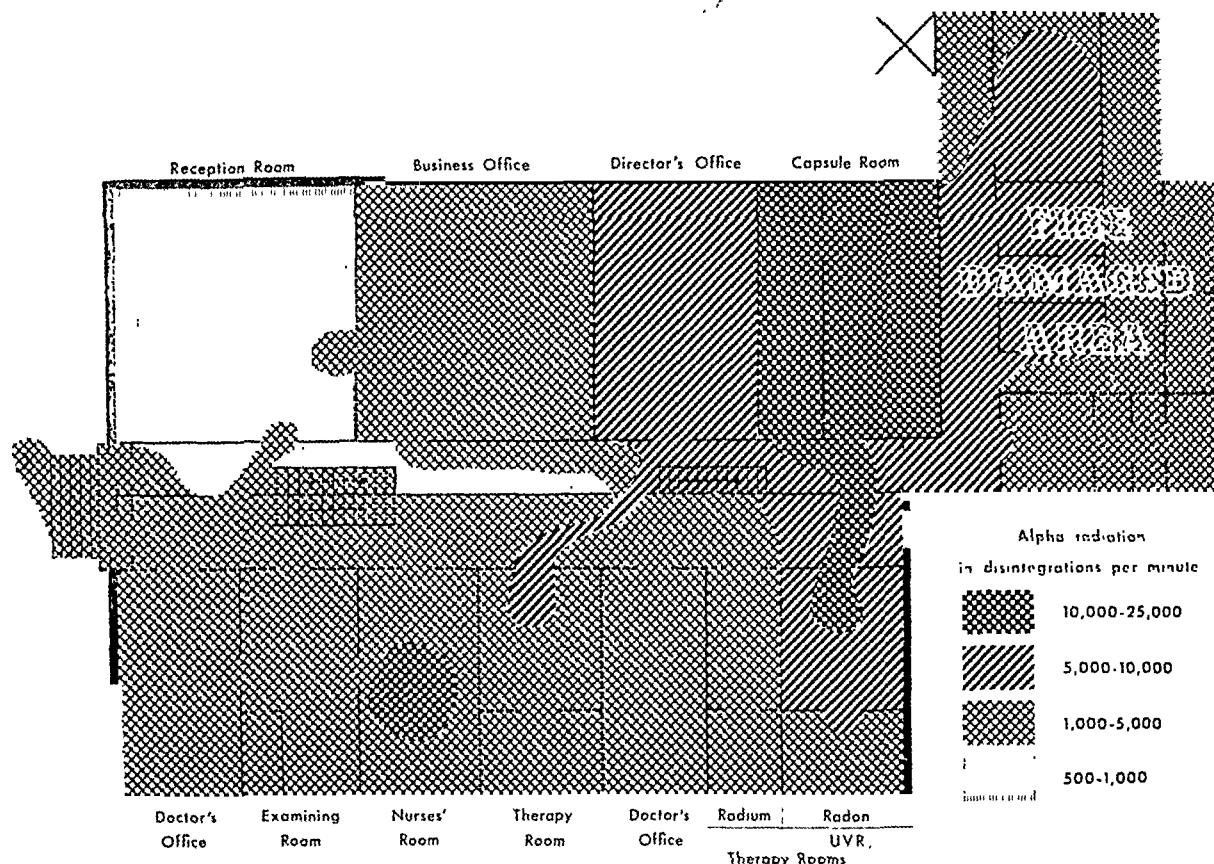 Reception Room
Business Office
Director's Office
Capsule Room
FIRE
DAMAGED
AREA
Alpha radiation
in disintegrations per minute
10,000-25,000
5,000-10,000
1,000-5,000
500-1,000
Doctor's
Office
Examining
Room
Nurses'
Room
Therapy
Room
Doctor's
Office
Radium
Radon
UVR,
Therapy Rooms